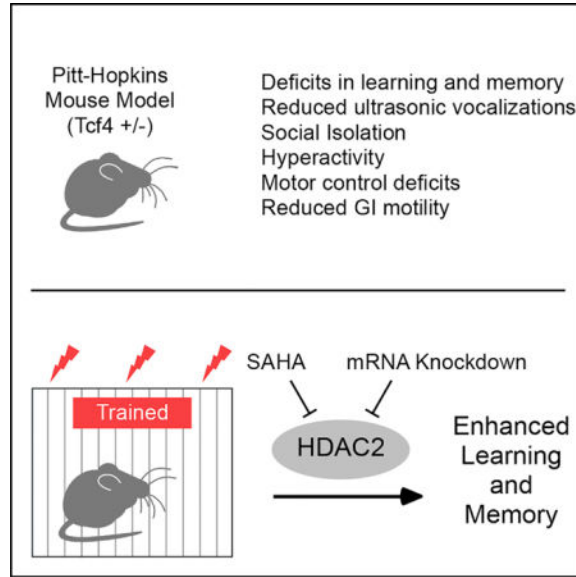 Pitt-Hopkins
Mouse Model
(Tcf4 +/-)
Deficits in learning and memory
Reduced ultrasonic vocalizations
Social Isolation
Hyperactivity
Motor control deficits
Reduced GI motility
Trained
SAHA
mRNA Knockdown
HDAC2
Enhanced
Learning
and
Memory